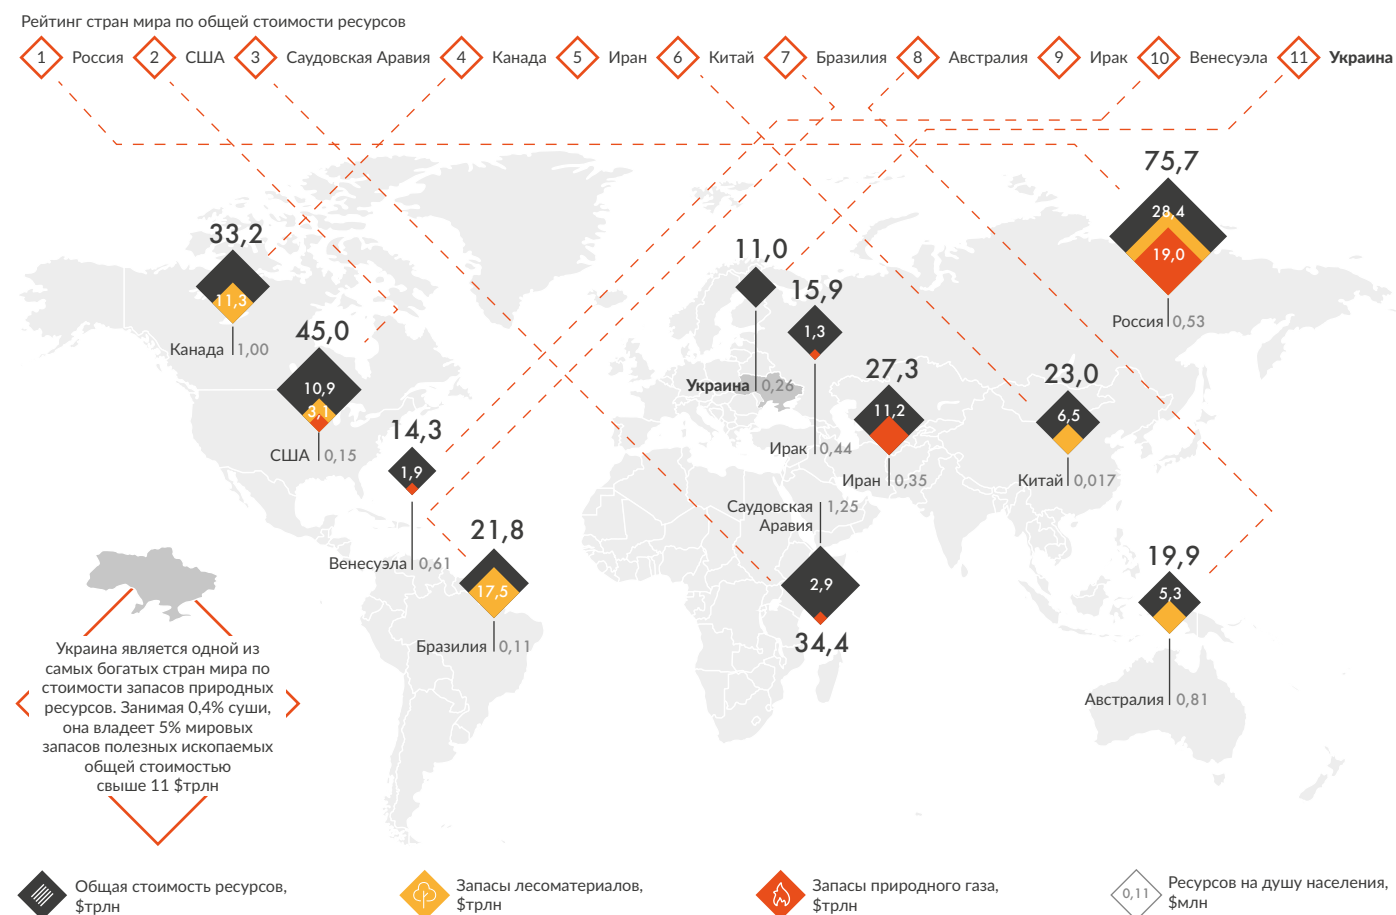 Рейтинг стран мира по общей стоимости ресурсов
1 Россия 2 США 3 Саудовская Аравия 4 Канада 5 Иран 6 Китай 7 Бразилия 8 Австралия 9 Ирак 10 Венесуэла 11 Украина
75,7
28,4
19,0
Россия 0,53
33,2
11,3
Канада 1,00
11,0
Украина 0,26
15,9
1,3
Ирак 0,44
45,0
10,9
3,1
США 0,15
27,3
11,2
Иран 0,35
23,0
6,5
Китай 0,017
14,3
1,9
Венесуэла 0,61
Саудовская 1,25
Аравия
2,9
34,4
21,8
17,5
Бразилия 0,11
19,9
5,3
Австралия 0,81
Украина является одной из
самых богатых стран мира по
стоимости запасов природных
ресурсов. Занимая 0,4% суши,
она владеет 5% мировых
запасов полезных ископаемых
общей стоимостью
свыше 11 $трлн
Общая стоимость ресурсов,
$трлн
Запасы лесоматериалов,
$трлн
Запасы природного газа,
$трлн
0,11
Ресурсов на душу населения,
$млн